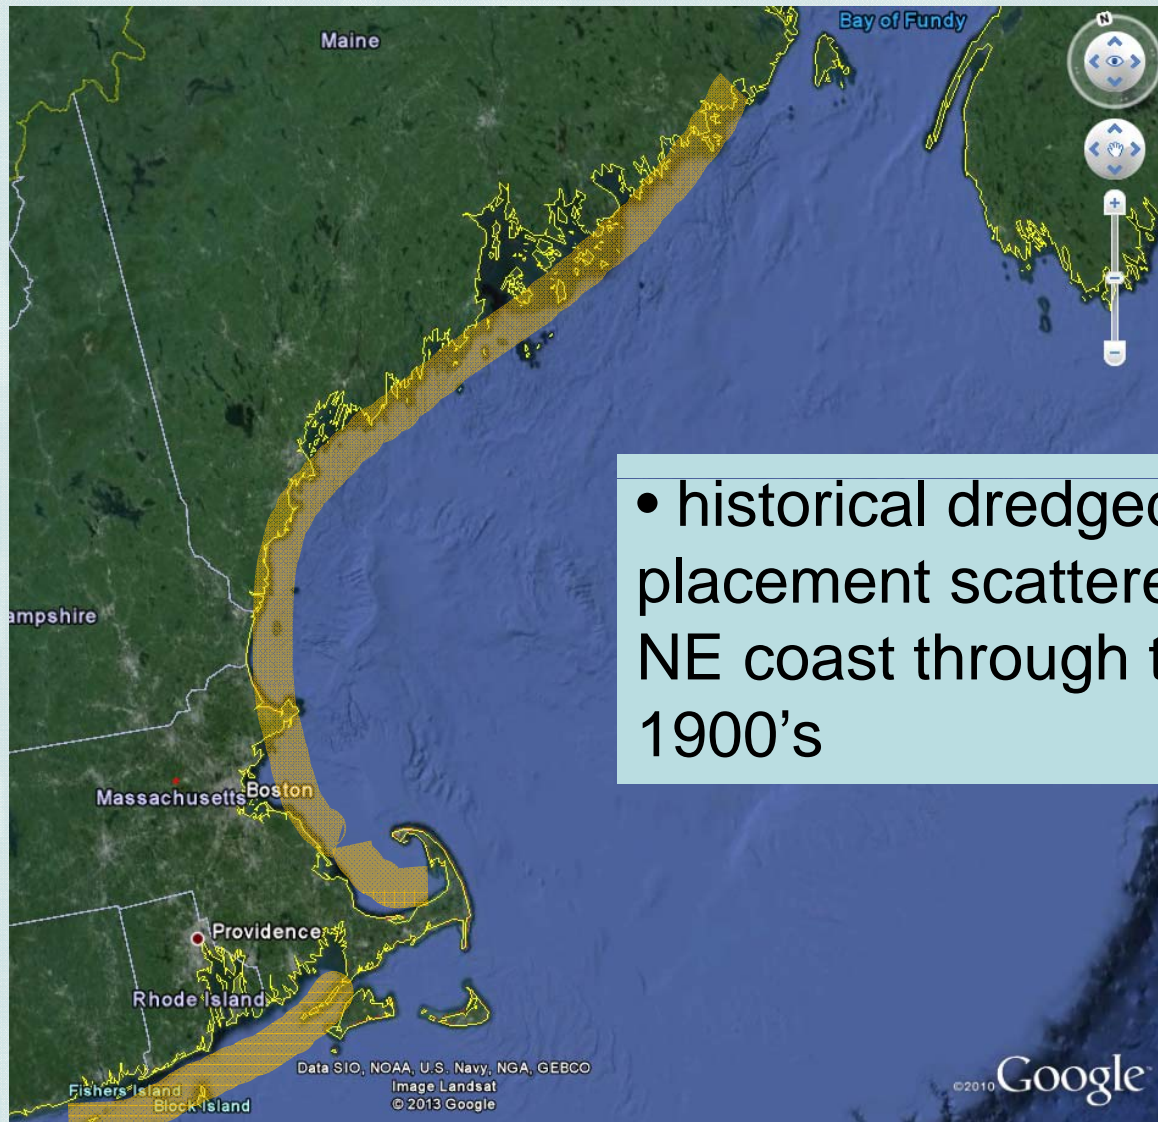 Bay of Fundy
Maine
N
• historical dredged
placement scattere
NE coast through t
1900's
ampshire
Massachusetts
Boston
Providence
Rhode Island
Fishers Island
Block Island
Data SIO, NOAA, U.S. Navy, NGA, GEBCO
Image Landsat
© 2013 Google
©2010 Google